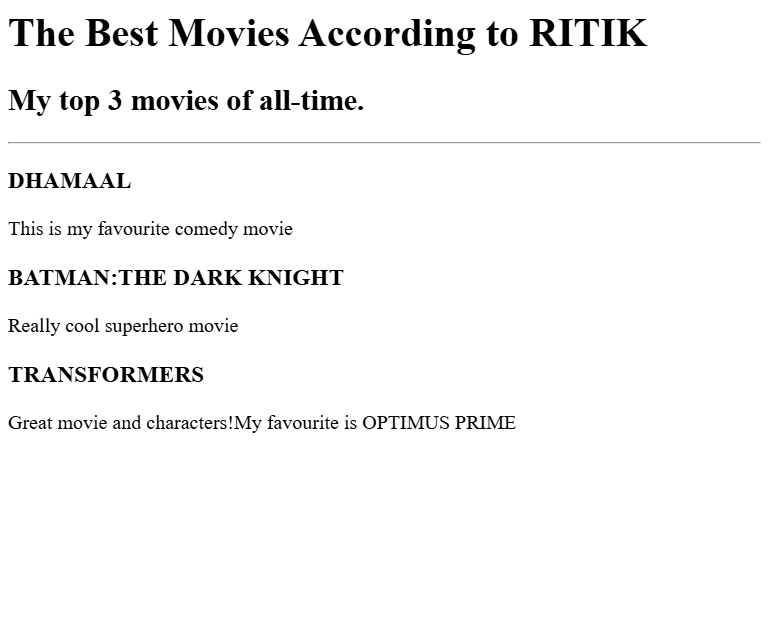 The Best Movies According to RITIK
My top 3 movies of all-time.
DHAMAAL
This is my favourite comedy movie
BATMAN:THE DARK KNIGHT
Really cool superhero movie
TRANSFORMERS
Great movie and characters!My favourite is OPTIMUS PRIME